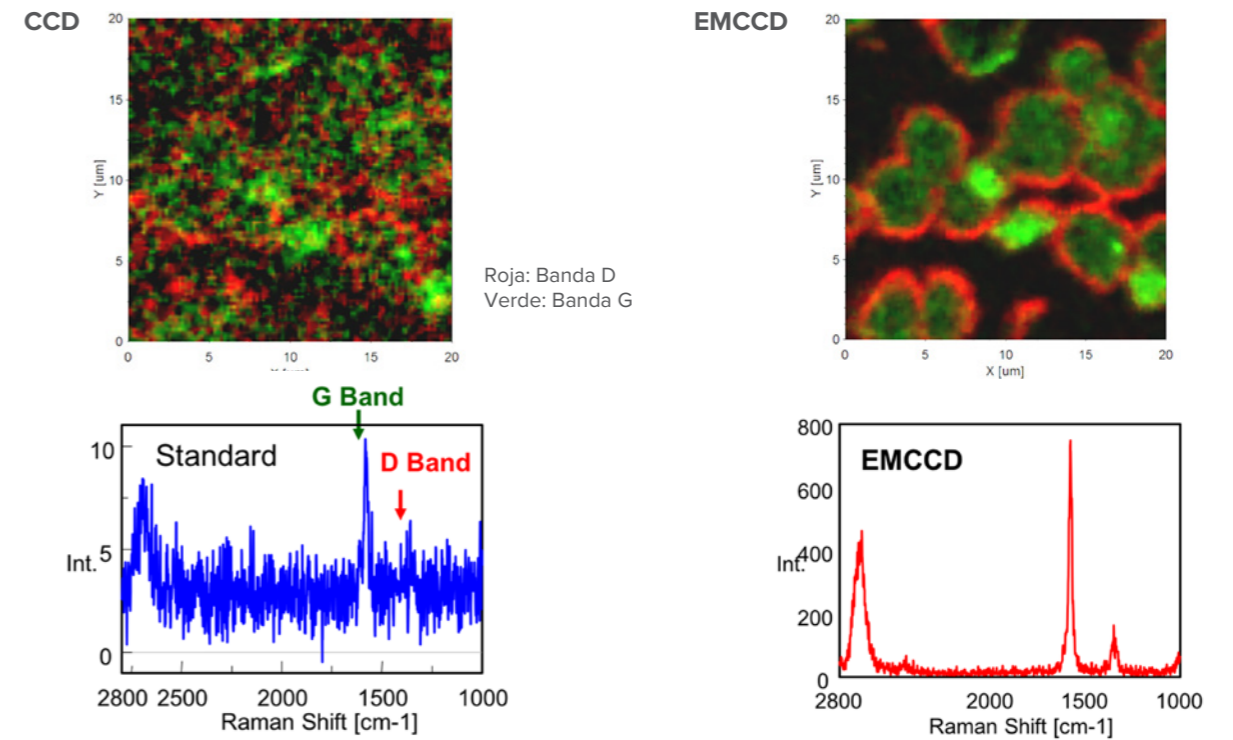 CCD
20
15
10
5
0
Y [um]
0 5 10 15 20
EMCCD
20
15
10
5
0
Y [um]
0 5 10 15 20
X [um]
Roja: Banda D
Verde: Banda G
G Band
Standard
D Band
10
5
0
Int.
2800 2500 2000 1500 1000
Raman Shift [cm-1]
EMCCD
800
600
400
200
0
Int.
2800 2000 1500 1000
Raman Shift [cm-1]